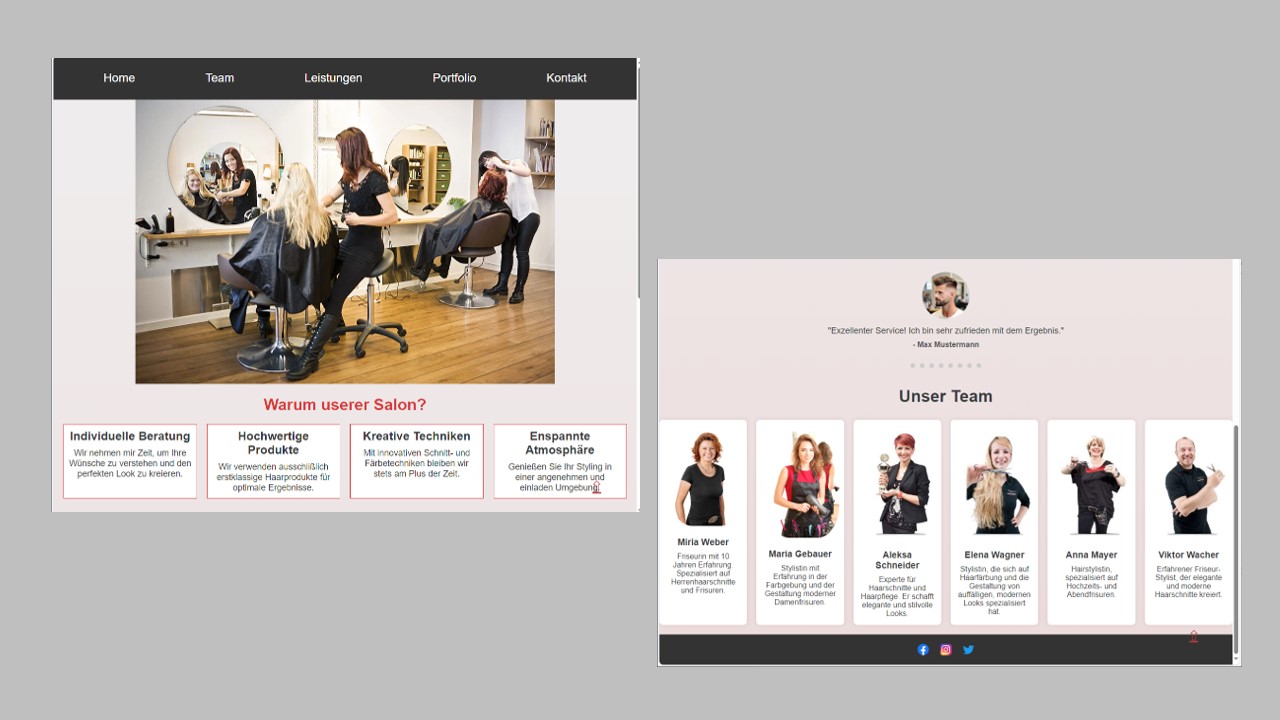 Home Team Leistungen Portfolio Kontakt
Warum userer Salon?
Individuelle Beratung
Wir nehmen mir Zeit, um Ihre
Wünsche zu verstehen und den
perfekten Look zu kreieren.
Hochwertige
Produkte
Wir verwenden ausschlißlich
erstklassige Haarprodukte für
optimale Ergebnisse.
Kreative Techniken
Mit innovativen Schnitt- und
Färbetechniken bleiben wir
stets am Plus der Zeit.
Enspannte
Atmosphäre
Genießen Sie Ihr Styling in
einer angenehmen und
einladen Umgebung.
"Exzellenter Service! Ich bin sehr zufrieden mit dem Ergebnis."
- Max Mustermann
Unser Team
Miria Weber
Friseurin mit 10
Jahren Erfahrung.
Spezialisiert auf
Herrenhaarschnitte
und Frisuren.
Maria Gebauer
Stylistin mit
Erfahrung in der
Farbgebung und der
Gestaltung moderner
Damenfrisuren.
Aleksa
Schneider
Experte für
Haarschnitte und
Haarpflege. Er schafft
elegante und stilvolle
Looks.
Elena Wagner
Stylistin, die sich auf
Haarfärbung und die
Gestaltung von
auffälligen, modernen
Looks spezialisiert
hat.
Anna Mayer
Hairstylistin,
spezialisiert auf
Hochzeits- und
Abendfrisuren.
Viktor Wacher
Erfahrener Friseur-
Stylist, der elegante
und moderne
Haarschnitte kreiert.